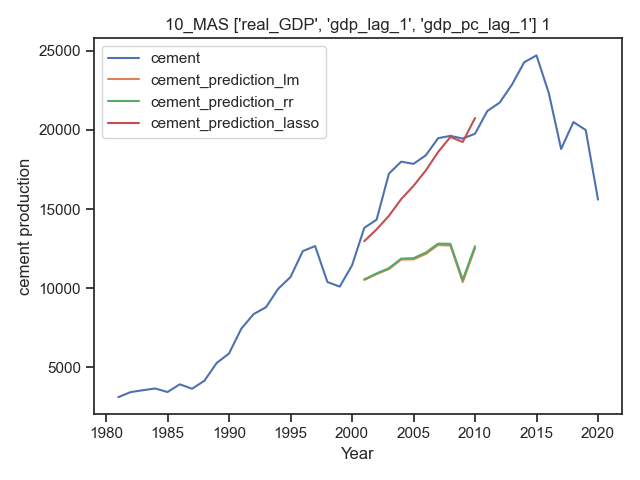 10_MAS ['real_GDP', 'gdp_lag_1', 'gdp_pc_lag_1'] 1
cement
cement_prediction_lm
cement_prediction_rr
cement_prediction_lasso
cement production
25000
20000
15000
10000
5000
1980 1985 1990 1995 2000 2005 2010 2015 2020
Year